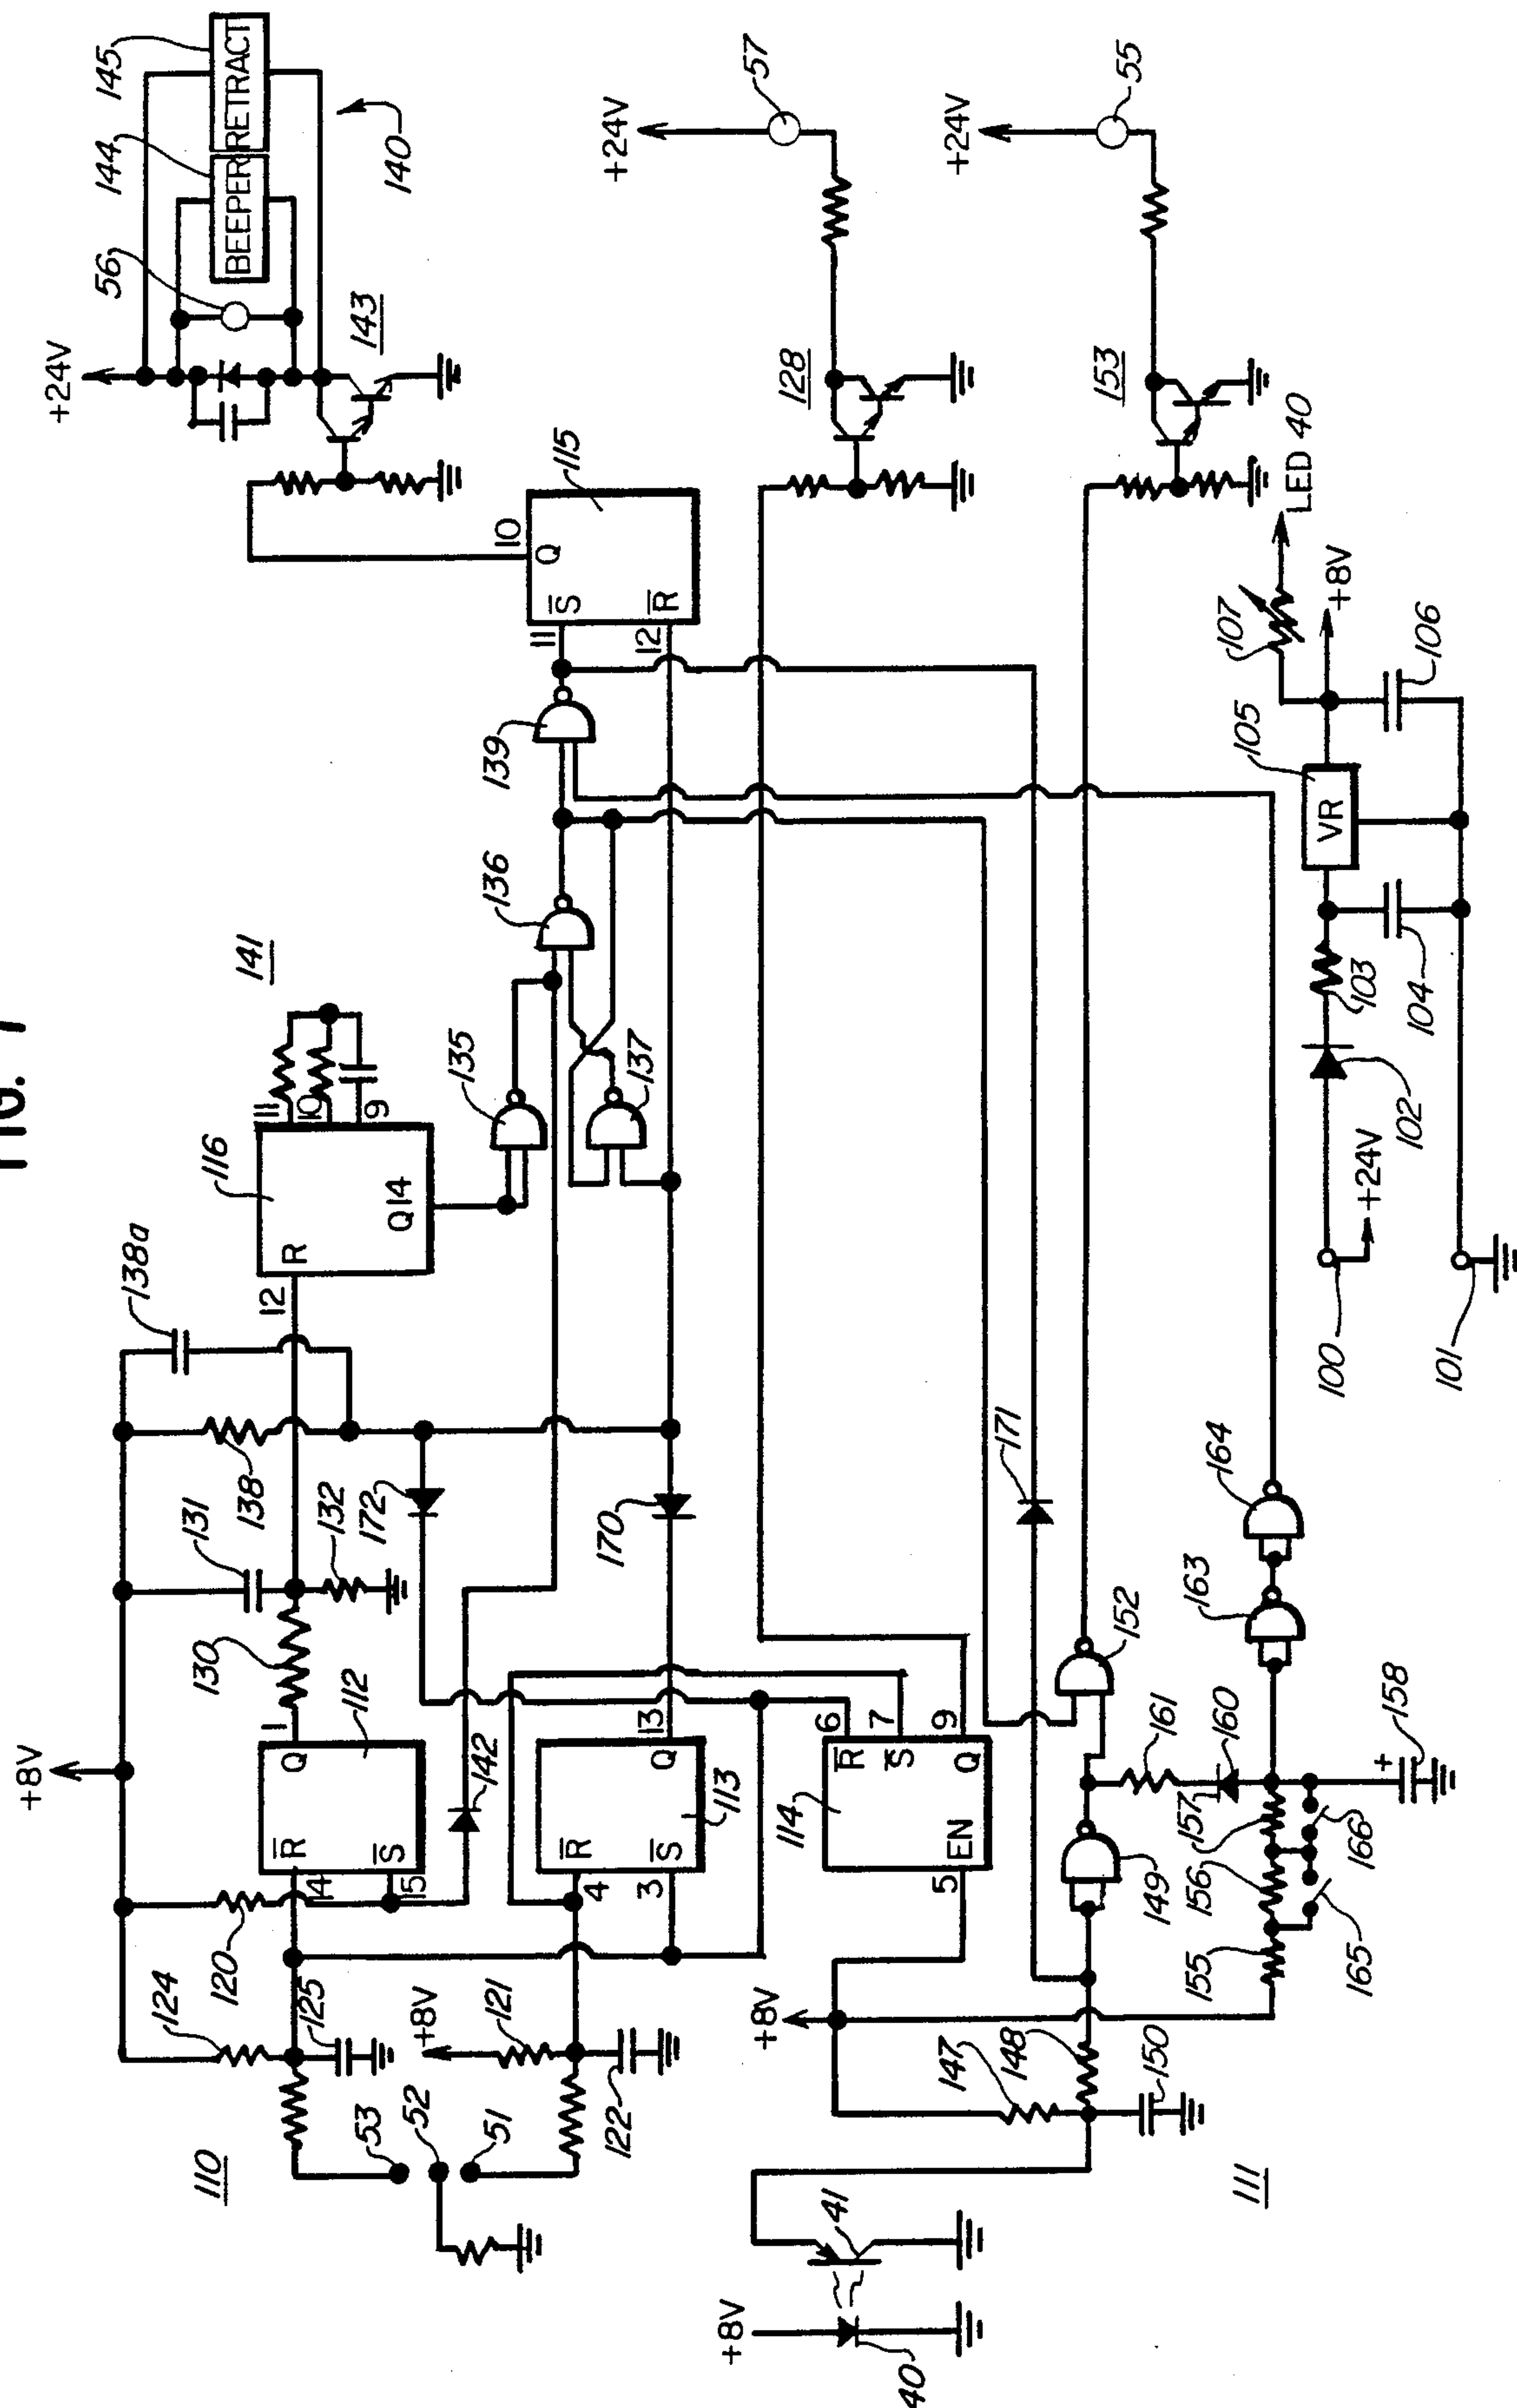 FIG. 7
+24V
56
144
145
BEEPER
RETRACT
140
143
+8V
138a
116
141
11
10
9
R
12
Q14
124
120
125
14
R̅
Q
1
S̅
15
112
130
131
132
138
172
142
135
136
137
139
115
10
Q
11
S̅
R̅
12
110
53
52
51
+8V
121
122
4
R̅
Q
13
3
S̅
113
170
128
+24V
57
+8V
114
6
R̅
7
S̅
9
Q
5
EN
171
153
+24V
55
+8V
40
41
147
148
150
149
152
161
160
157
156
155
165
166
+
158
163
164
111
100
+24V
101
102
103
104
105
VR
106
107
+8V
LED 40